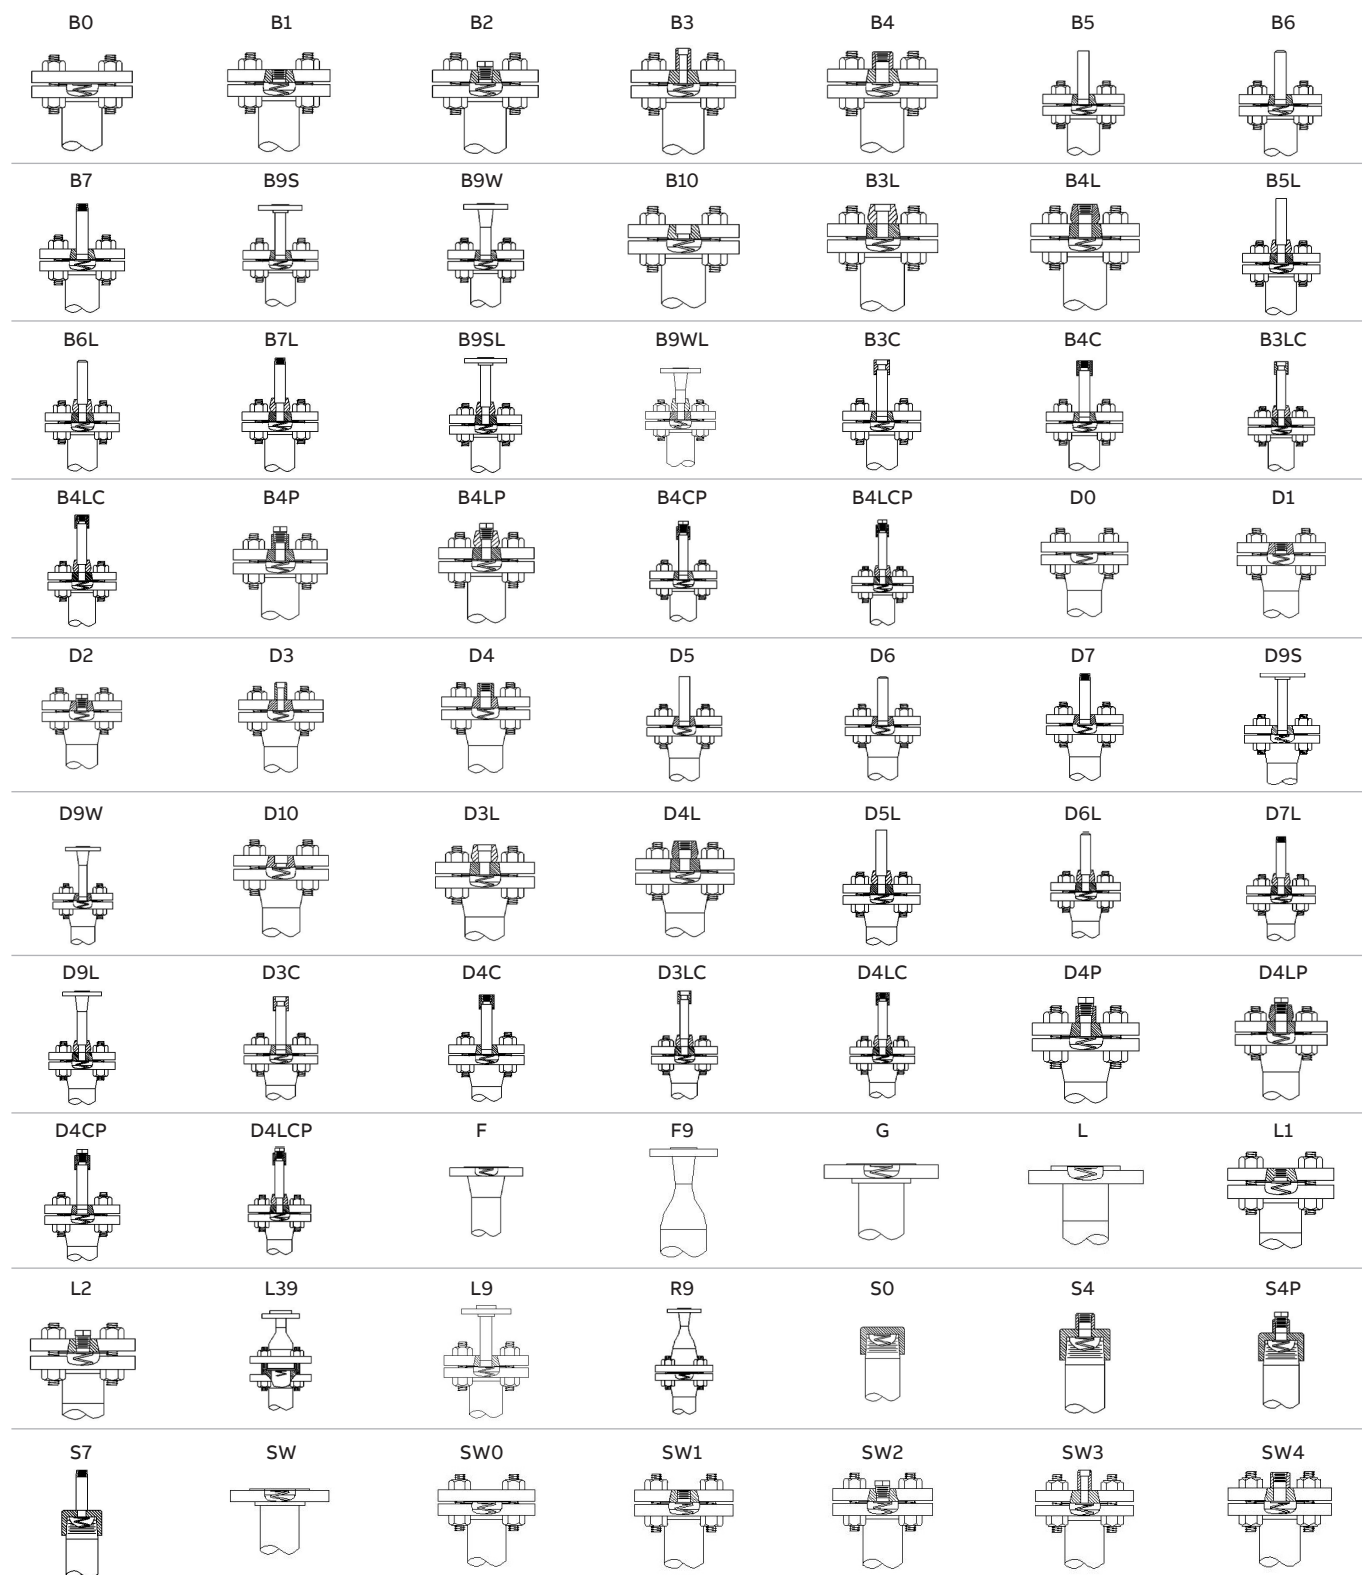 B0 B1 B2 B3 B4 B5 B6
B7 B9S B9W B10 B3L B4L B5L
B6L B7L B9SL B9WL B3C B4C B3LC
B4LC B4P B4LP B4CP B4LCP D0 D1
D2 D3 D4 D5 D6 D7 D9S
D9W D10 D3L D4L D5L D6L D7L
D9L D3C D4C D3LC D4LC D4P D4LP
D4CP D4LCP F F9 G L L1
L2 L39 L9 R9 S0 S4 S4P
S7 SW SW0 SW1 SW2 SW3 SW4